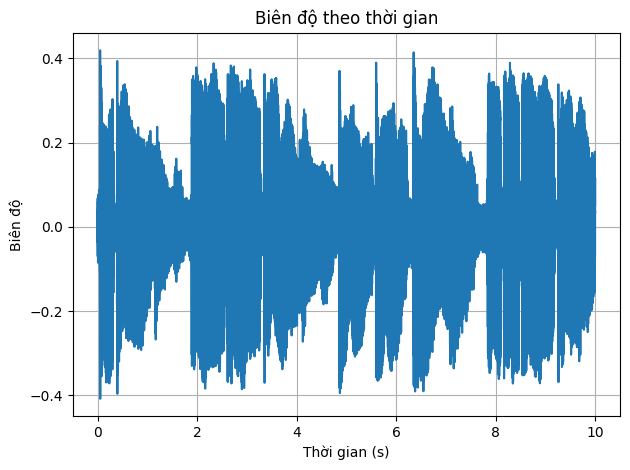 Biên độ theo thời gian
0.4
0.2
0.0
−0.2
−0.4
Biên độ
0 2 4 6 8 10
Thời gian (s)